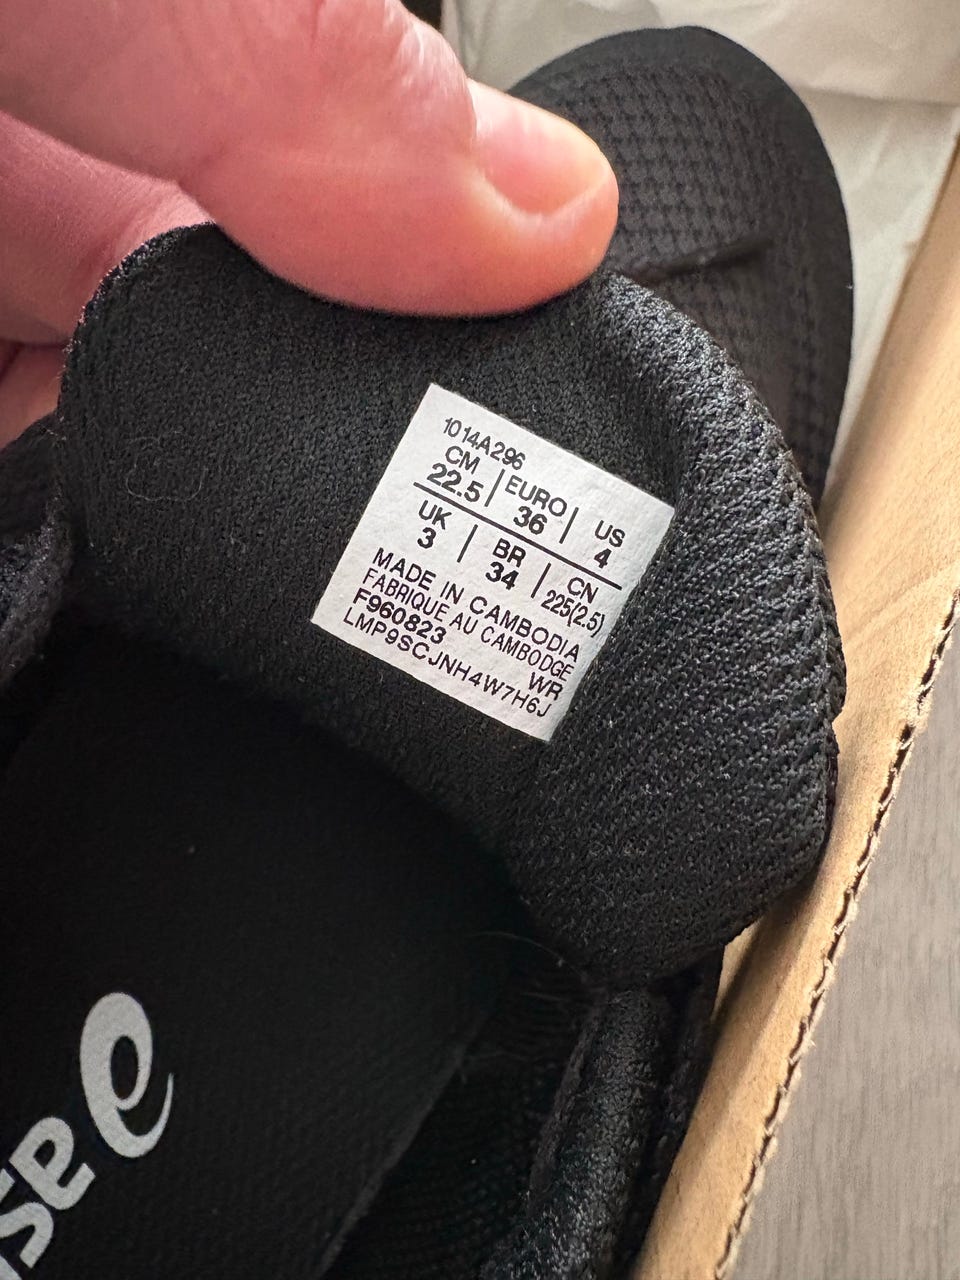 1014A296
CM EURO US
22.5 36 4
UK BR CN
3 34 225(2.5)
MADE IN CAMBODIA
FABRIQUE AU CAMBODGE
F960823 WR
LMP9SCJNH4W7H6J
as